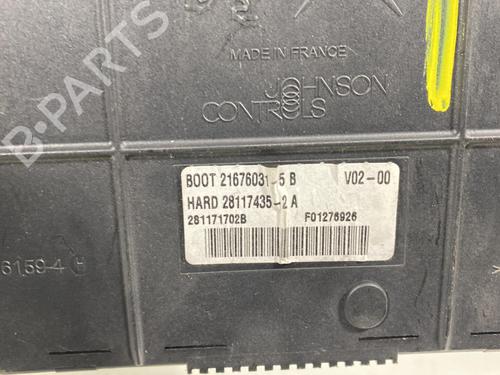 MADE IN FRANCE
JOHNSON
CONTROLS
BOOT 21676031-5 B V02-00
HARD 28117435-2 A
281171702B F01276926
6159-4 H
B-PARTS